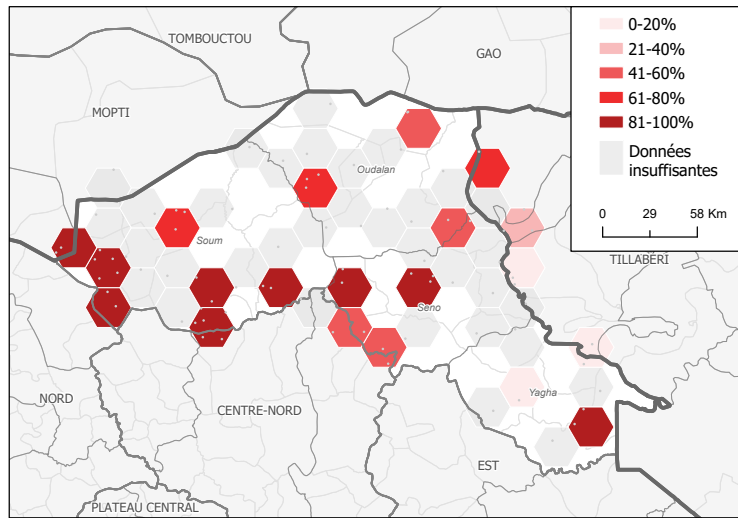 TOMBOUCTOU
GAO
MOPTI
0-20%
21-40%
41-60%
61-80%
81-100%
Données
insuffisantes
0 29 58 Km
Oudalan
Soum
TILLABÉRI
Seno
Yagha
NORD
CENTRE-NORD
EST
PLATEAU CENTRAL